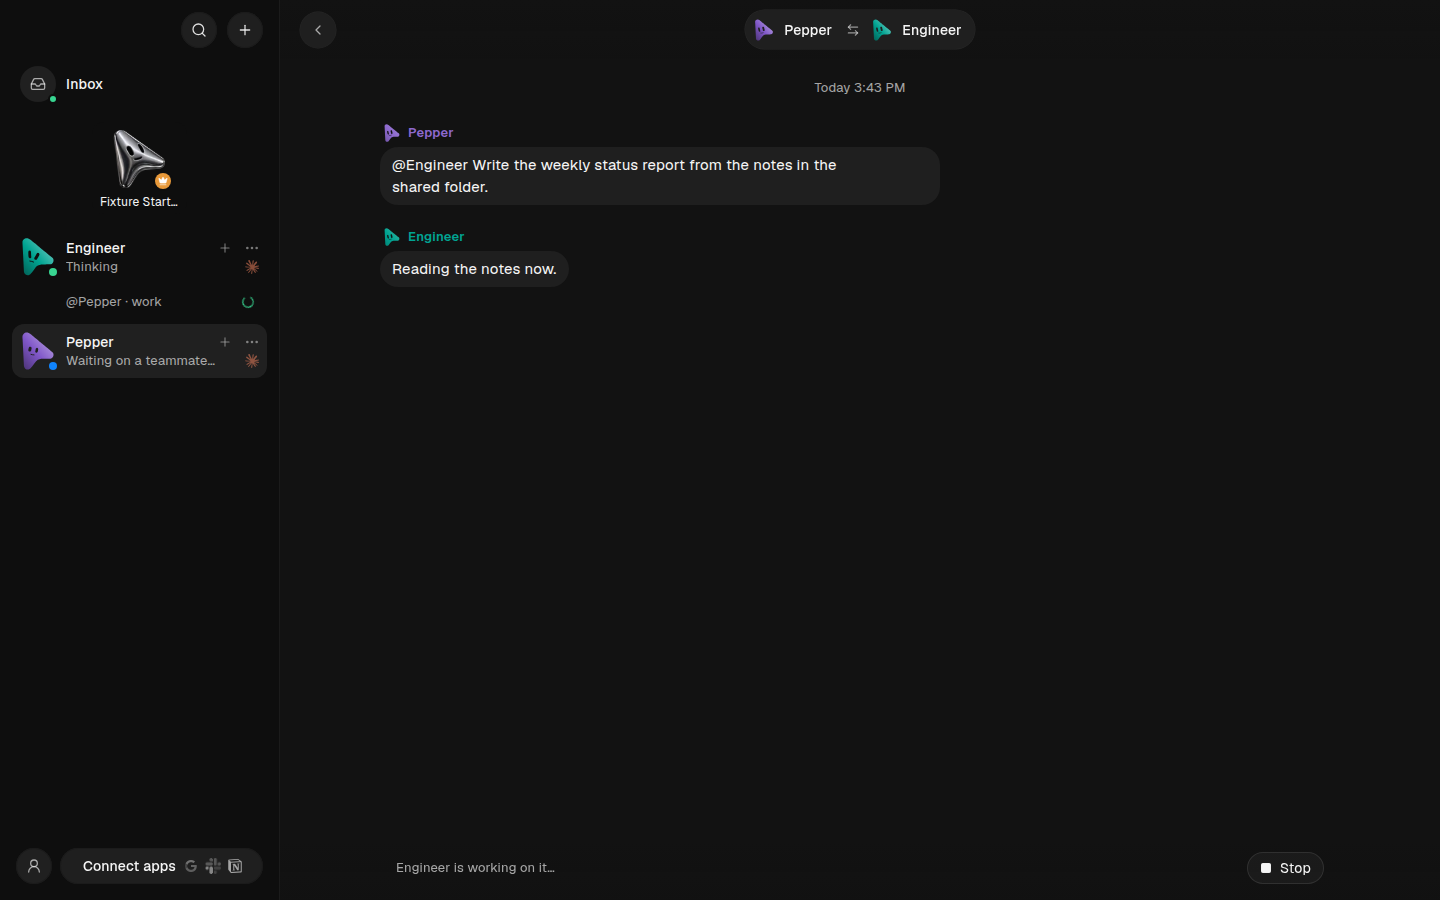 Inbox
Fixture Start…
Engineer
Thinking
@Pepper · work
Pepper
Waiting on a teammate…
Connect apps
Pepper
Engineer
Today 3:43 PM
Pepper
@Engineer Write the weekly status report from the notes in the
shared folder.
Engineer
Reading the notes now.
Engineer is working on it…
Stop